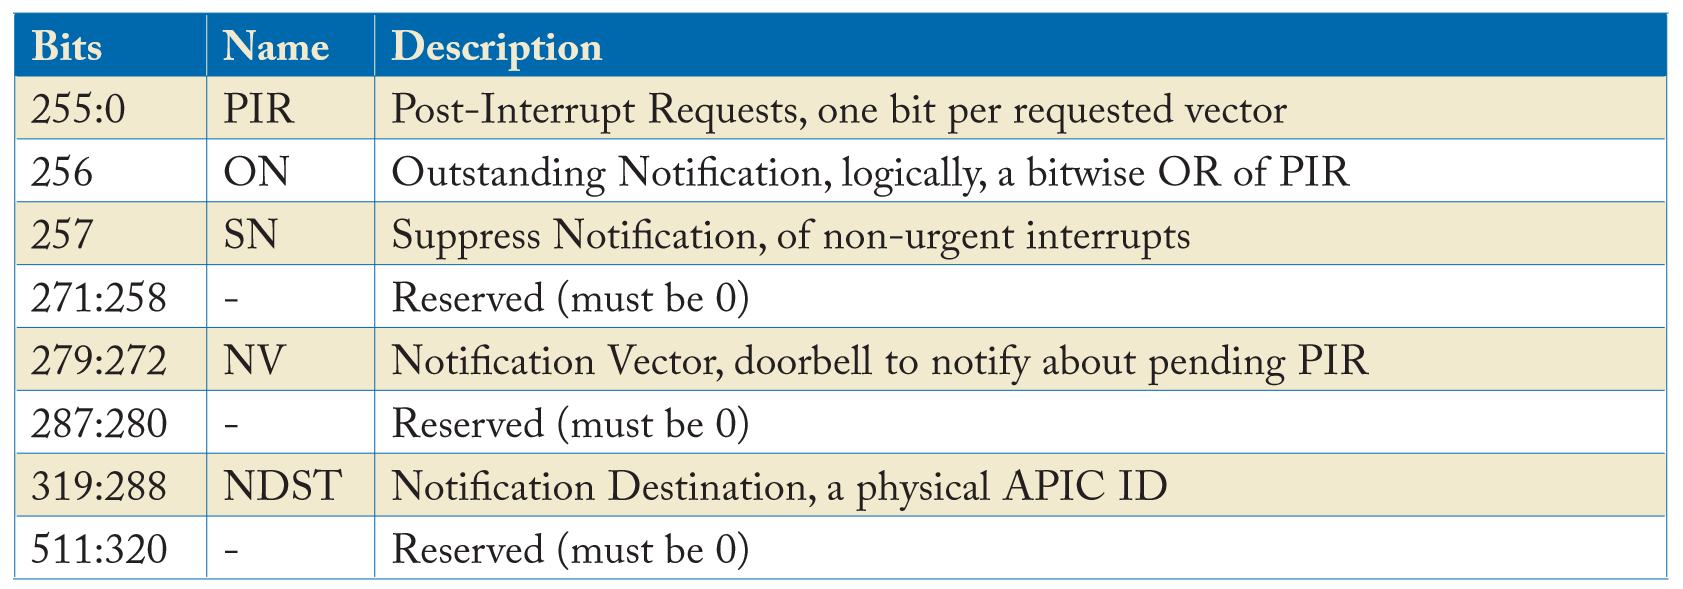 Bits Name Description
255:0 PIR Post-Interrupt Requests, one bit per requested vector
256 ON Outstanding Notification, logically, a bitwise OR of PIR
257 SN Suppress Notification, of non-urgent interrupts
271:258 - Reserved (must be 0)
279:272 NV Notification Vector, doorbell to notify about pending PIR
287:280 - Reserved (must be 0)
319:288 NDST Notification Destination, a physical APIC ID
511:320 - Reserved (must be 0)